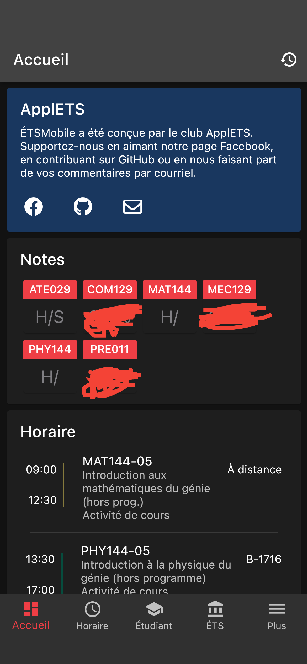 Accueil
ApplETS
ÉTSMobile a été conçue par le club ApplETS.
Supportez-nous en aimant notre page Facebook,
en contribuant sur GitHub ou en nous faisant part
de vos commentaires par courriel.
Notes
ATE029 COM129 MAT144 MEC129
H/S H/
PHY144 PRE011
H/
Horaire
09:00 MAT144-05 À distance
Introduction aux
mathématiques du génie
12:30 (hors prog.)
Activité de cours
13:30 PHY144-05 B-1716
Introduction à la physique du
génie (hors programme)
17:00 Activité de cours
Accueil Horaire Étudiant ÉTS Plus